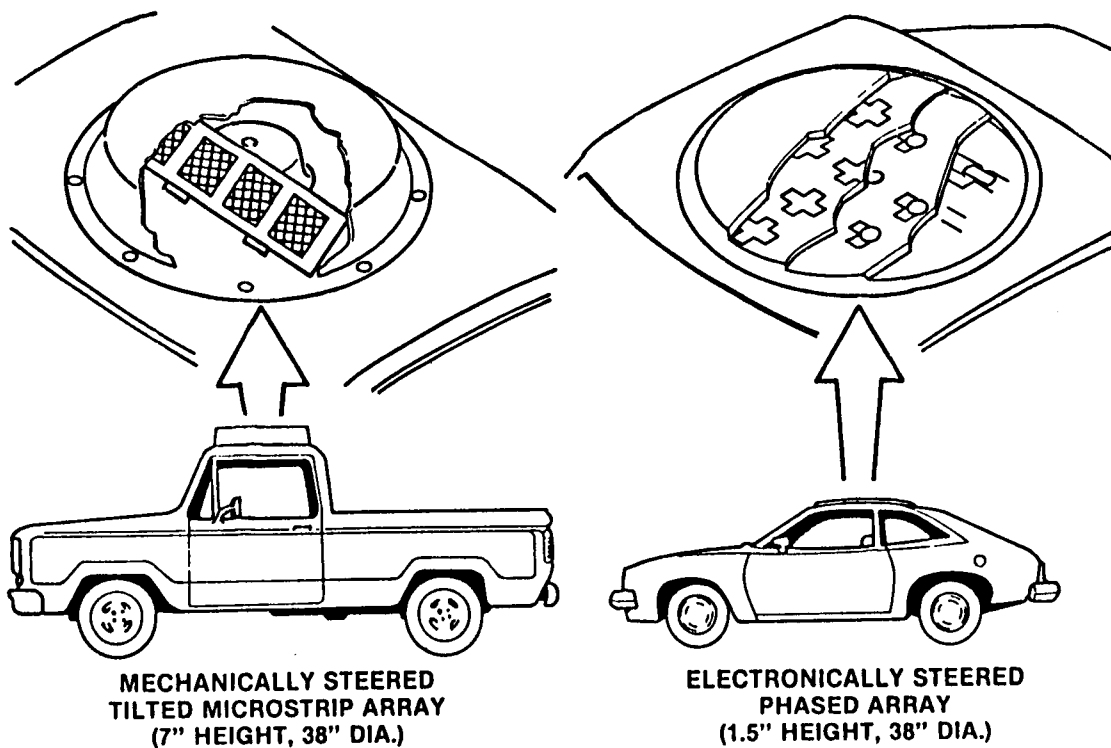 MECHANICALLY STEERED
TILTED MICROSTRIP ARRAY
(7" HEIGHT, 38" DIA.)
ELECTRONICALLY STEERED
PHASED ARRAY
(1.5" HEIGHT, 38" DIA.)